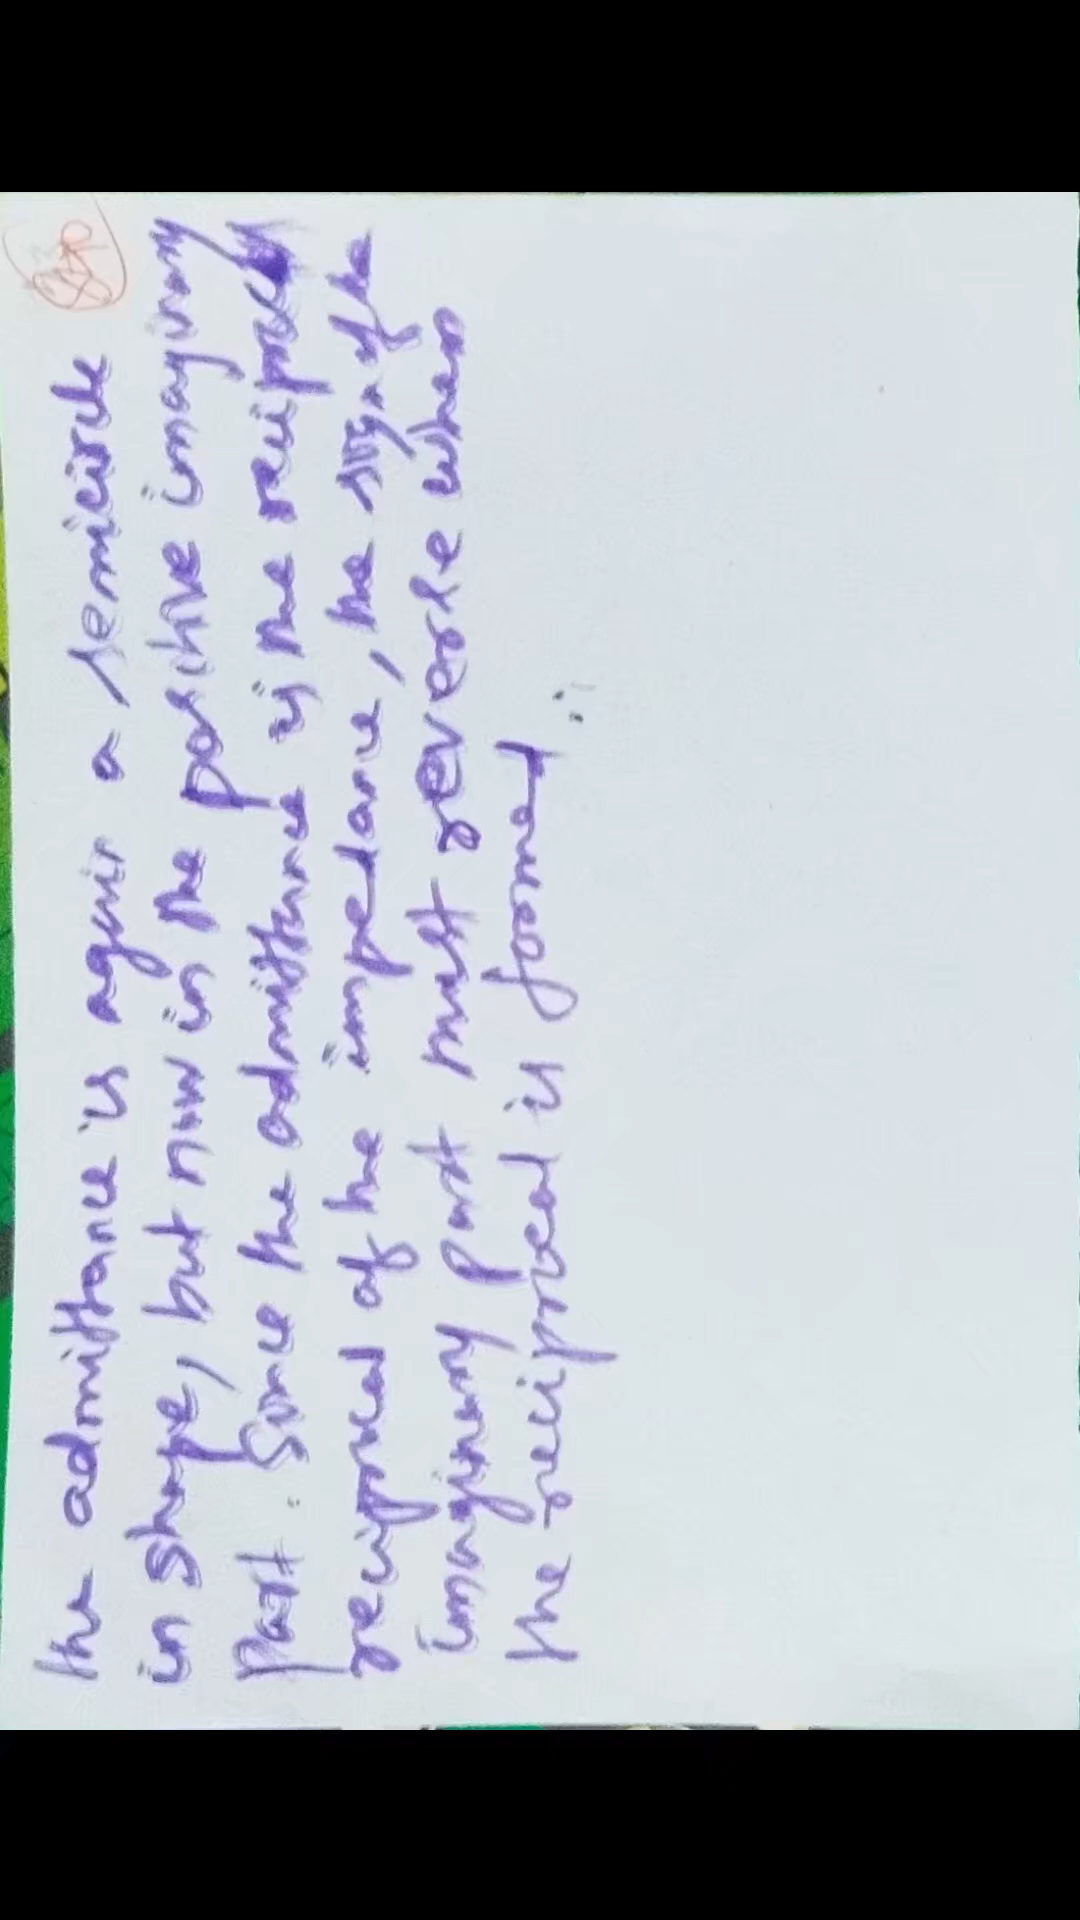 the admittance is again a semicircle
in shape, but now in the positive imaginary
part. Since the admittance is the reciprocal
reciprocal of the impedance, the sign of the
imaginary part must reverse when
the reciprocal is formed